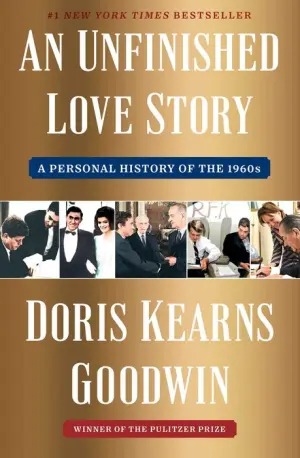 #1 NEW YORK TIMES BESTSELLER
AN UNFINISHED
LOVE STORY
A PERSONAL HISTORY OF THE 1960s
RFK
DORIS KEARNS
GOODWIN
WINNER OF THE PULITZER PRIZE